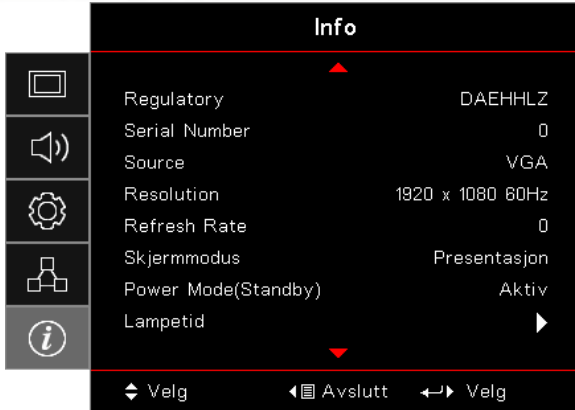 Info
Regulatory DAEHHLZ
Serial Number 0
Source VGA
Resolution 1920 x 1080 60Hz
Refresh Rate 0
Skjermmodus Presentasjon
Power Mode(Standby) Aktiv
Lampetid
Velg Avslutt Velg